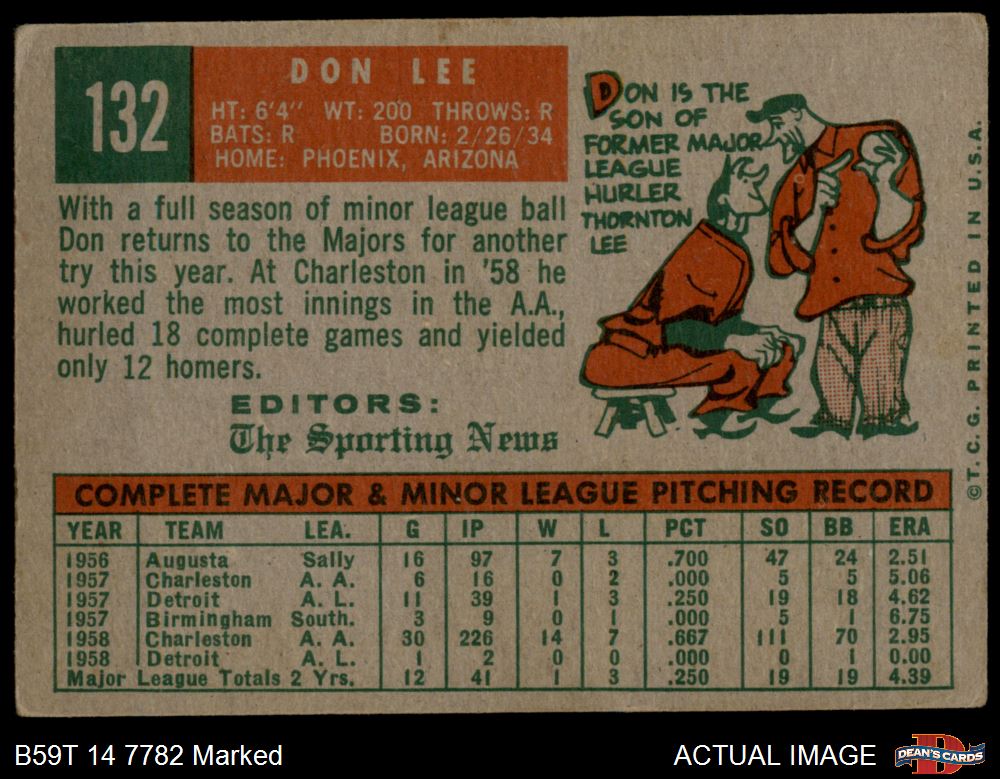 132
DON LEE
HT: 6'4" WT: 200 THROWS: R
BATS: R BORN: 2/26/34
HOME: PHOENIX, ARIZONA
With a full season of minor league ball
Don returns to the Majors for another
try this year. At Charleston in '58 he
worked the most innings in the A.A.,
hurled 18 complete games and yielded
only 12 homers.
EDITORS:
The Sporting News
DON IS THE
SON OF
FORMER MAJOR
LEAGUE
HURLER
THORNTON
LEE
© T. C. G. PRINTED IN U.S.A.
COMPLETE MAJOR & MINOR LEAGUE PITCHING RECORD
YEAR TEAM LEA. G IP W L PCT SO BB ERA
1956 Augusta Sally 16 97 7 3 .700 47 24 2.51
1957 Charleston A. A. 6 16 0 2 .000 5 5 5.06
1957 Detroit A. L. 11 39 1 3 .250 19 18 4.62
1957 Birmingham South. 3 9 0 1 .000 5 1 6.75
1958 Charleston A. A. 30 226 14 7 .667 111 70 2.95
1958 Detroit A. L. 1 2 0 0 .000 0 1 0.00
Major League Totals 2 Yrs. 12 41 1 3 .250 19 19 4.39
B59T 14 7782 Marked
ACTUAL IMAGE
DEAN'S CARDS